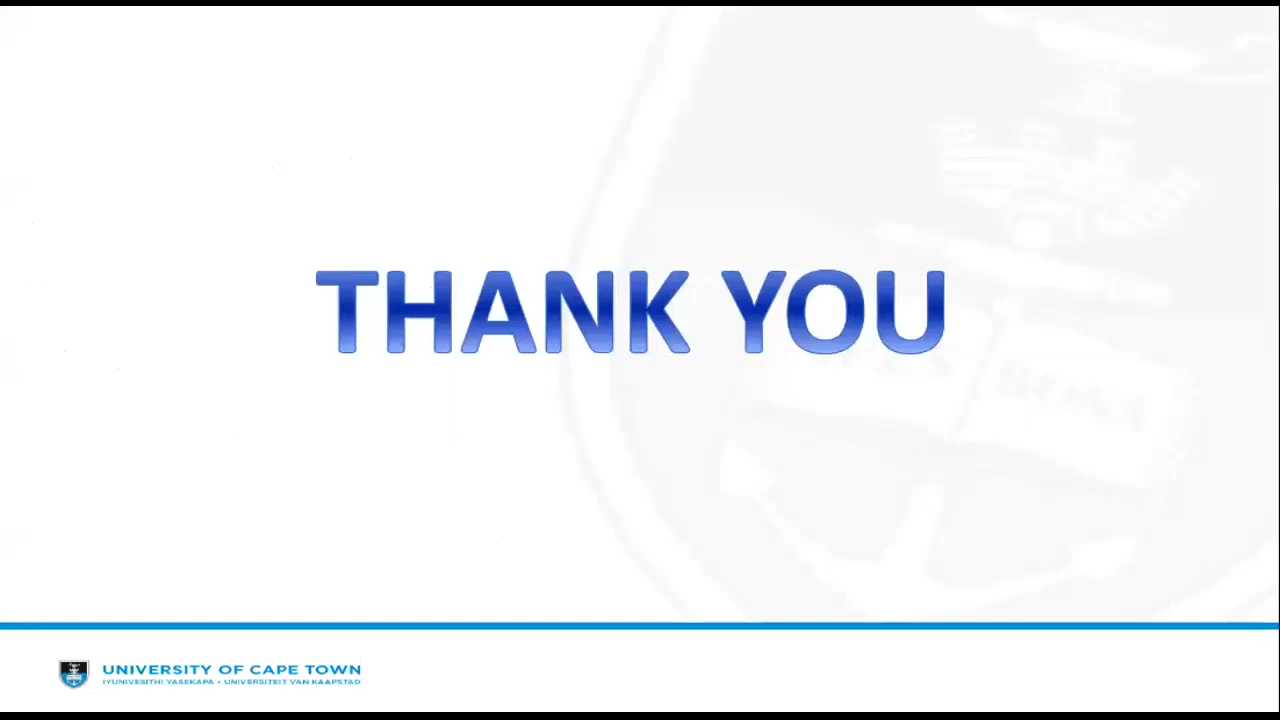 THANK YOU
UNIVERSITY OF CAPE TOWN
IYUNIVESITHI YASEKAPA • UNIVERSITEIT VAN KAAPSTAD